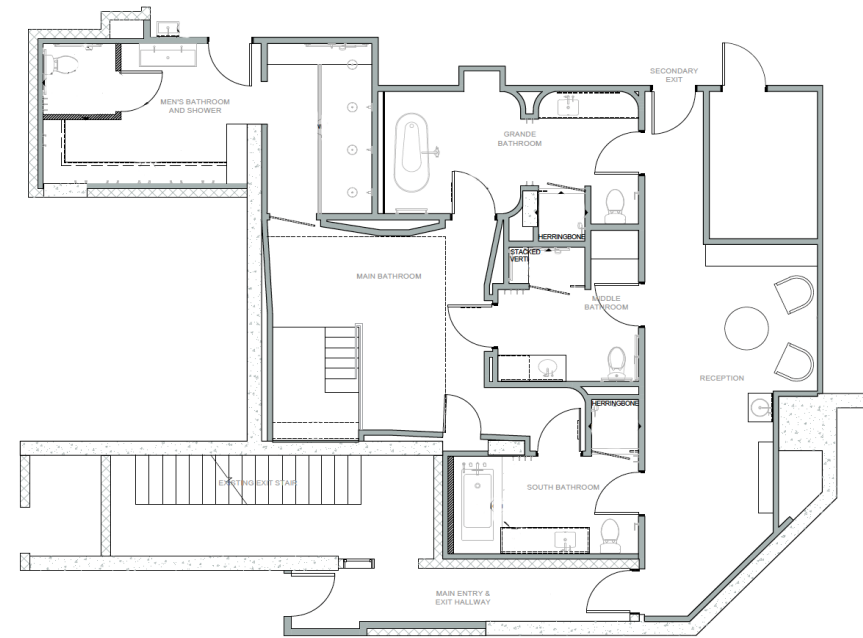 SECONDARY
EXIT
MEN'S BATHROOM
AND SHOWER
GRANDE
BATHROOM
HERRINGBONE
STACKED
VERTI
MAIN BATHROOM
MIDDLE
BATHROOM
RECEPTION
HERRINGBONE
EXISTING EXIT STAIR
SOUTH BATHROOM
MAIN ENTRY &
EXIT HALLWAY